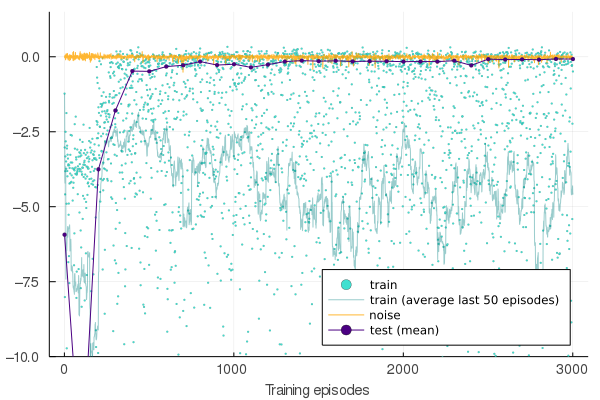 0.0
−2.5
−5.0
−7.5
−10.0
train
train (average last 50 episodes)
noise
test (mean)
0 1000 2000 3000
Training episodes